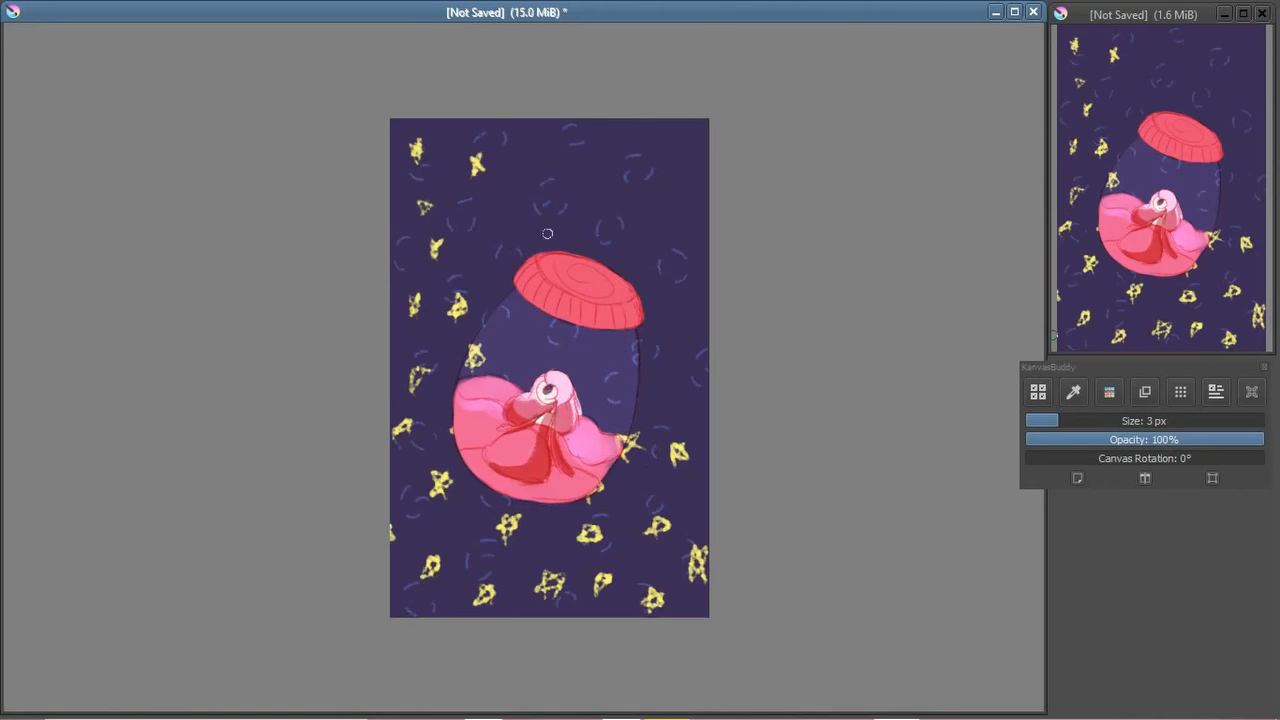 [Not Saved]  (15.0 MiB) *
[Not Saved]  (1.6 MiB)
KanvasBuddy
Size: 3 px
Opacity: 100%
Canvas Rotation: 0°